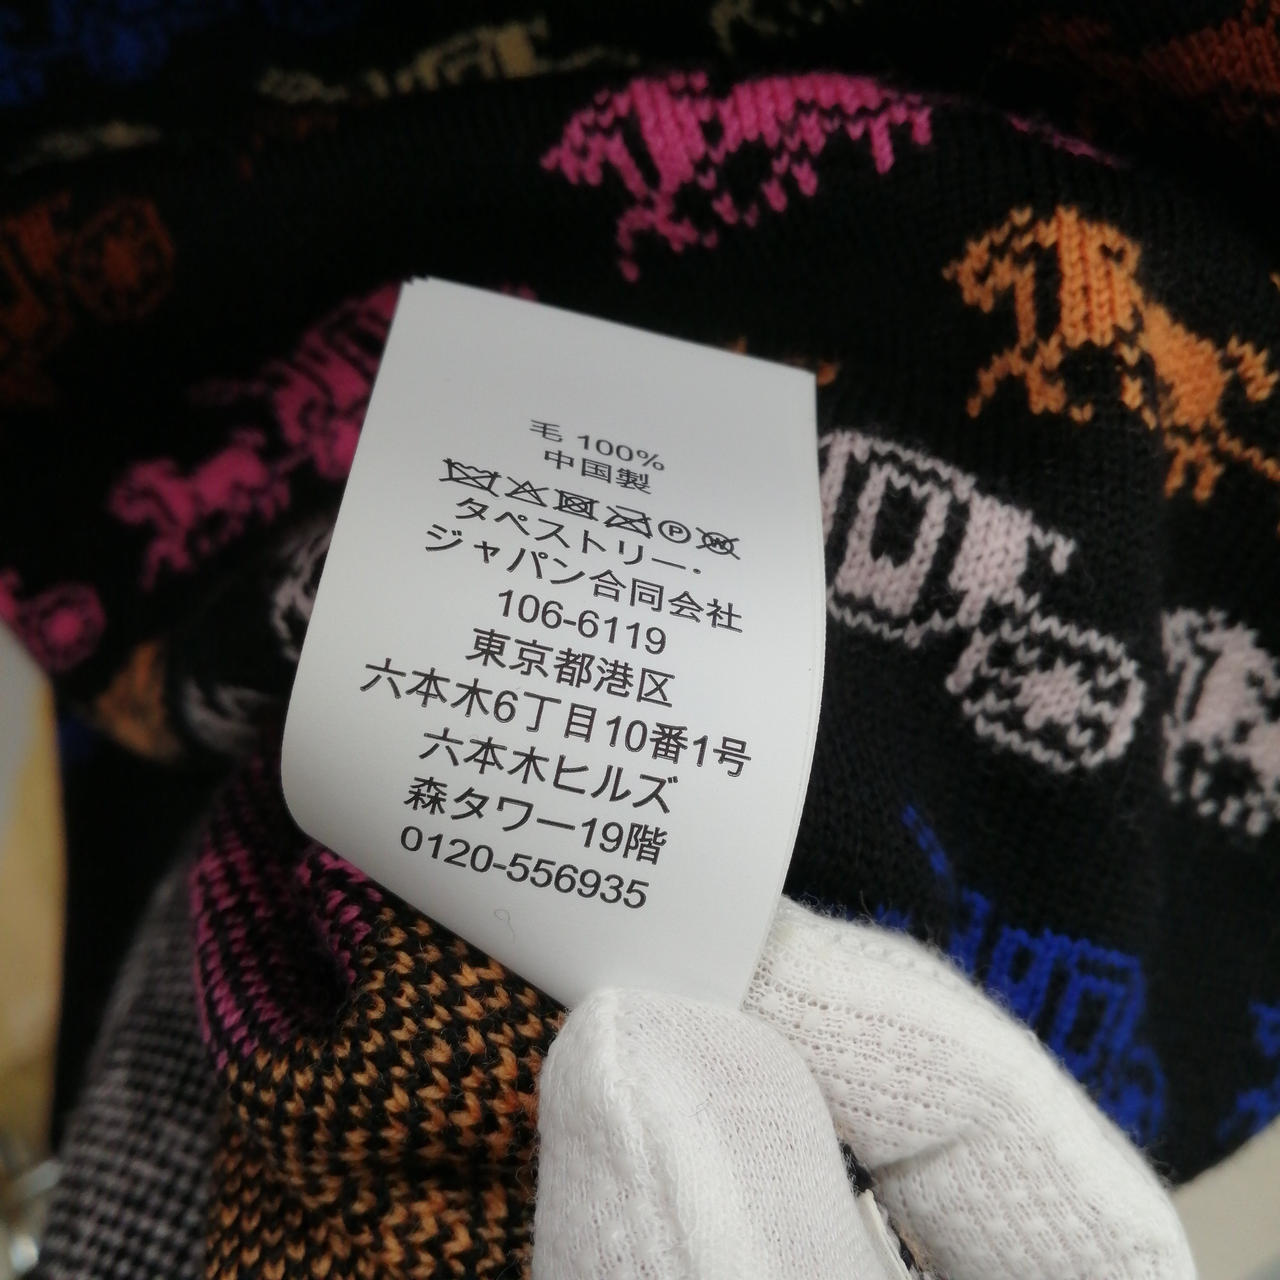 毛 100%
中国製
P W
タペストリー・
ジャパン合同会社
106-6119
東京都港区
六本木6丁目10番1号
六本木ヒルズ
森タワー19階
0120-556935